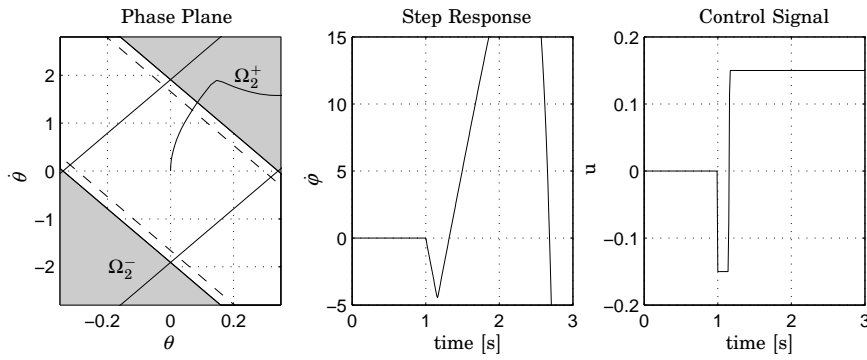 Phase Plane
2
1
0
−1
−2
−0.2
0
0.2
θ̇
θ
Ω₂⁺
Ω₂⁻
Step Response
15
10
5
0
−5
0
1
2
3
φ̇
time [s]
Control Signal
0.2
0.1
0
−0.1
−0.2
0
1
2
3
u
time [s]